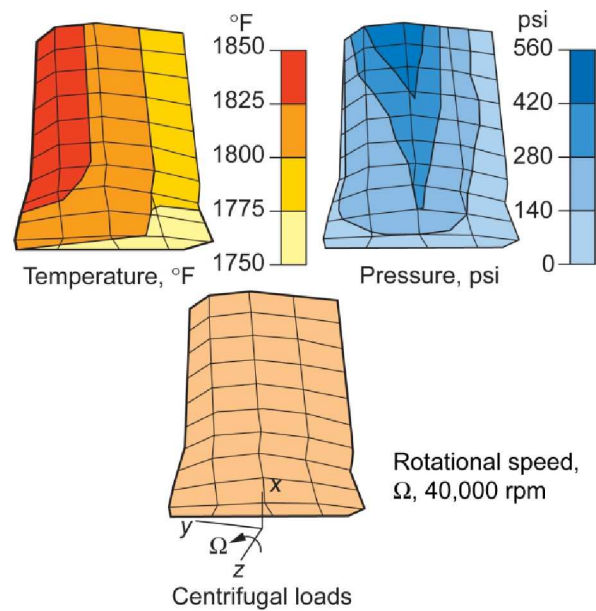 °F
1850
1825
1800
1775
1750
Temperature, °F
psi
560
420
280
140
0
Pressure, psi
x
y
Ω
z
Centrifugal loads
Rotational speed,
Ω, 40,000 rpm